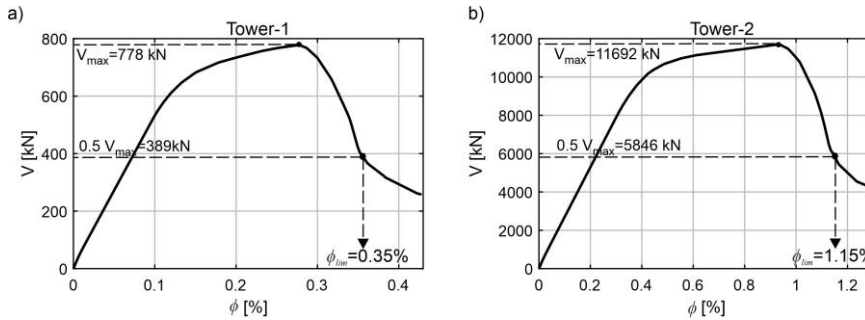 a)
Tower-1
V [kN]
800
600
400
200
0
V_max=778 kN
0.5 V_max=389kN
ϕ_lim=0.35%
0
0.1
0.2
0.3
0.4
ϕ [%]
b)
Tower-2
V [kN]
12000
10000
8000
6000
4000
2000
0
V_max=11692 kN
0.5 V_max=5846 kN
ϕ_lim=1.15%
0
0.2
0.4
0.6
0.8
1
1.2
ϕ [%]